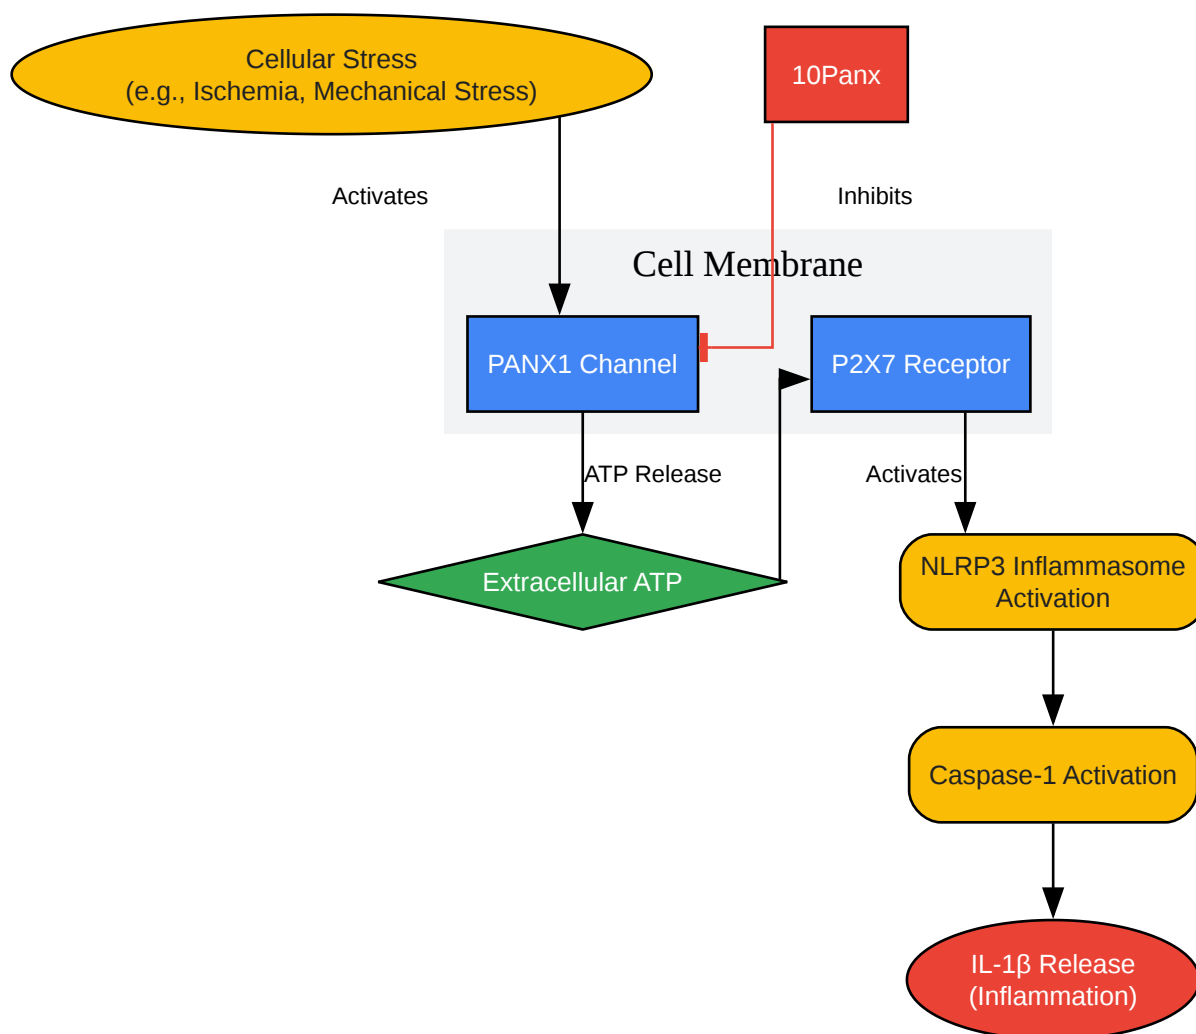 Cellular Stress
(e.g., Ischemia, Mechanical Stress)
10Panx
Activates
Inhibits
Cell Membrane
PANX1 Channel
P2X7 Receptor
ATP Release
Activates
Extracellular ATP
NLRP3 Inflammasome
Activation
Caspase-1 Activation
IL-1β Release
(Inflammation)